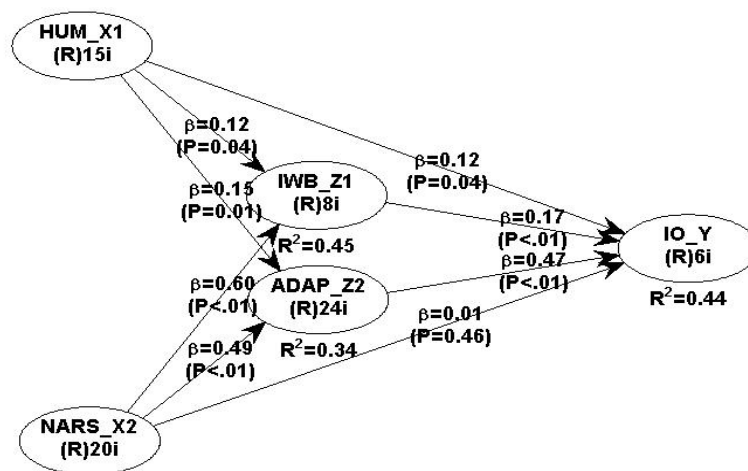 HUM_X1
(R)15i
β=0.12
(P=0.04)
β=0.12
(P=0.04)
β=0.15
(P=0.01)
IWB_Z1
(R)8i
R²=0.45
β=0.17
(P<.01)
IO_Y
(R)6i
R²=0.44
β=0.47
(P<.01)
ADAP_Z2
(R)24i
R²=0.34
β=0.60
(P<.01)
β=0.01
(P=0.46)
β=0.49
(P<.01)
NARS_X2
(R)20i